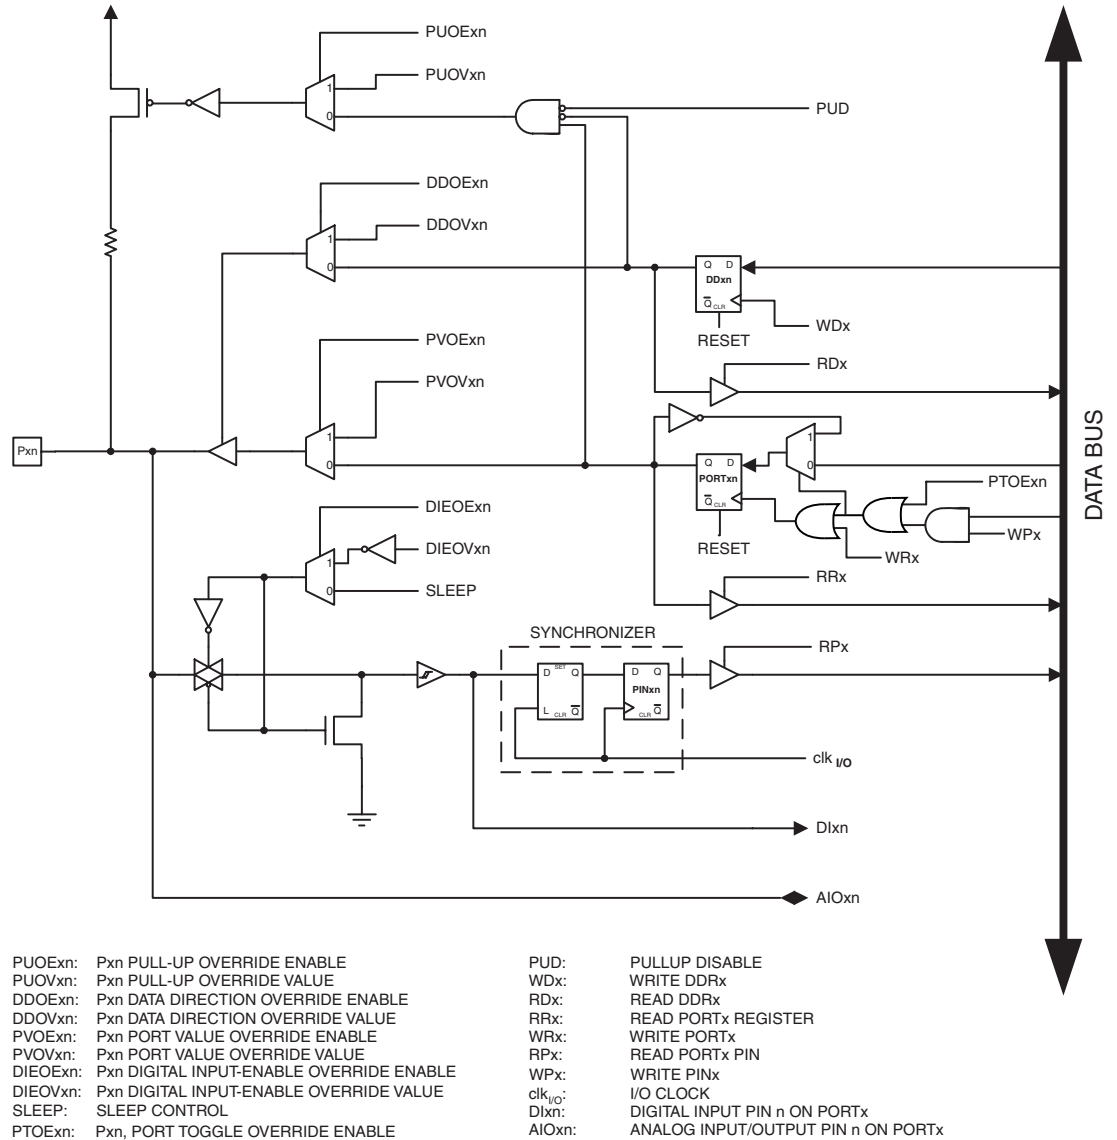 PUOExn
PUOVxn
1
0
PUD
DDOExn
DDOVxn
1
0
Q D
DDxn
Q CLR
WDx
RESET
RDx
PVOExn
PVOVxn
1
0
Pxn
1
0
Q D
PORTxn
Q CLR
PTOExn
WPx
RESET
WRx
DATA BUS
DIEOExn
DIEOVxn
1
0
SLEEP
RRx
SYNCHRONIZER
RPx
D SET Q
L CLR Q
D Q
PINxn
CLR Q
clk I/O
DIxn
AIOxn
PUOExn: Pxn PULL-UP OVERRIDE ENABLE
PUOVxn: Pxn PULL-UP OVERRIDE VALUE
DDOExn: Pxn DATA DIRECTION OVERRIDE ENABLE
DDOVxn: Pxn DATA DIRECTION OVERRIDE VALUE
PVOExn: Pxn PORT VALUE OVERRIDE ENABLE
PVOVxn: Pxn PORT VALUE OVERRIDE VALUE
DIEOExn: Pxn DIGITAL INPUT-ENABLE OVERRIDE ENABLE
DIEOVxn: Pxn DIGITAL INPUT-ENABLE OVERRIDE VALUE
SLEEP: SLEEP CONTROL
PTOExn: Pxn, PORT TOGGLE OVERRIDE ENABLE
PUD: PULLUP DISABLE
WDx: WRITE DDRx
RDx: READ DDRx
RRx: READ PORTx REGISTER
WRx: WRITE PORTx
RPx: READ PORTx PIN
WPx: WRITE PINx
clkI/O: I/O CLOCK
DIxn: DIGITAL INPUT PIN n ON PORTx
AIOxn: ANALOG INPUT/OUTPUT PIN n ON PORTx